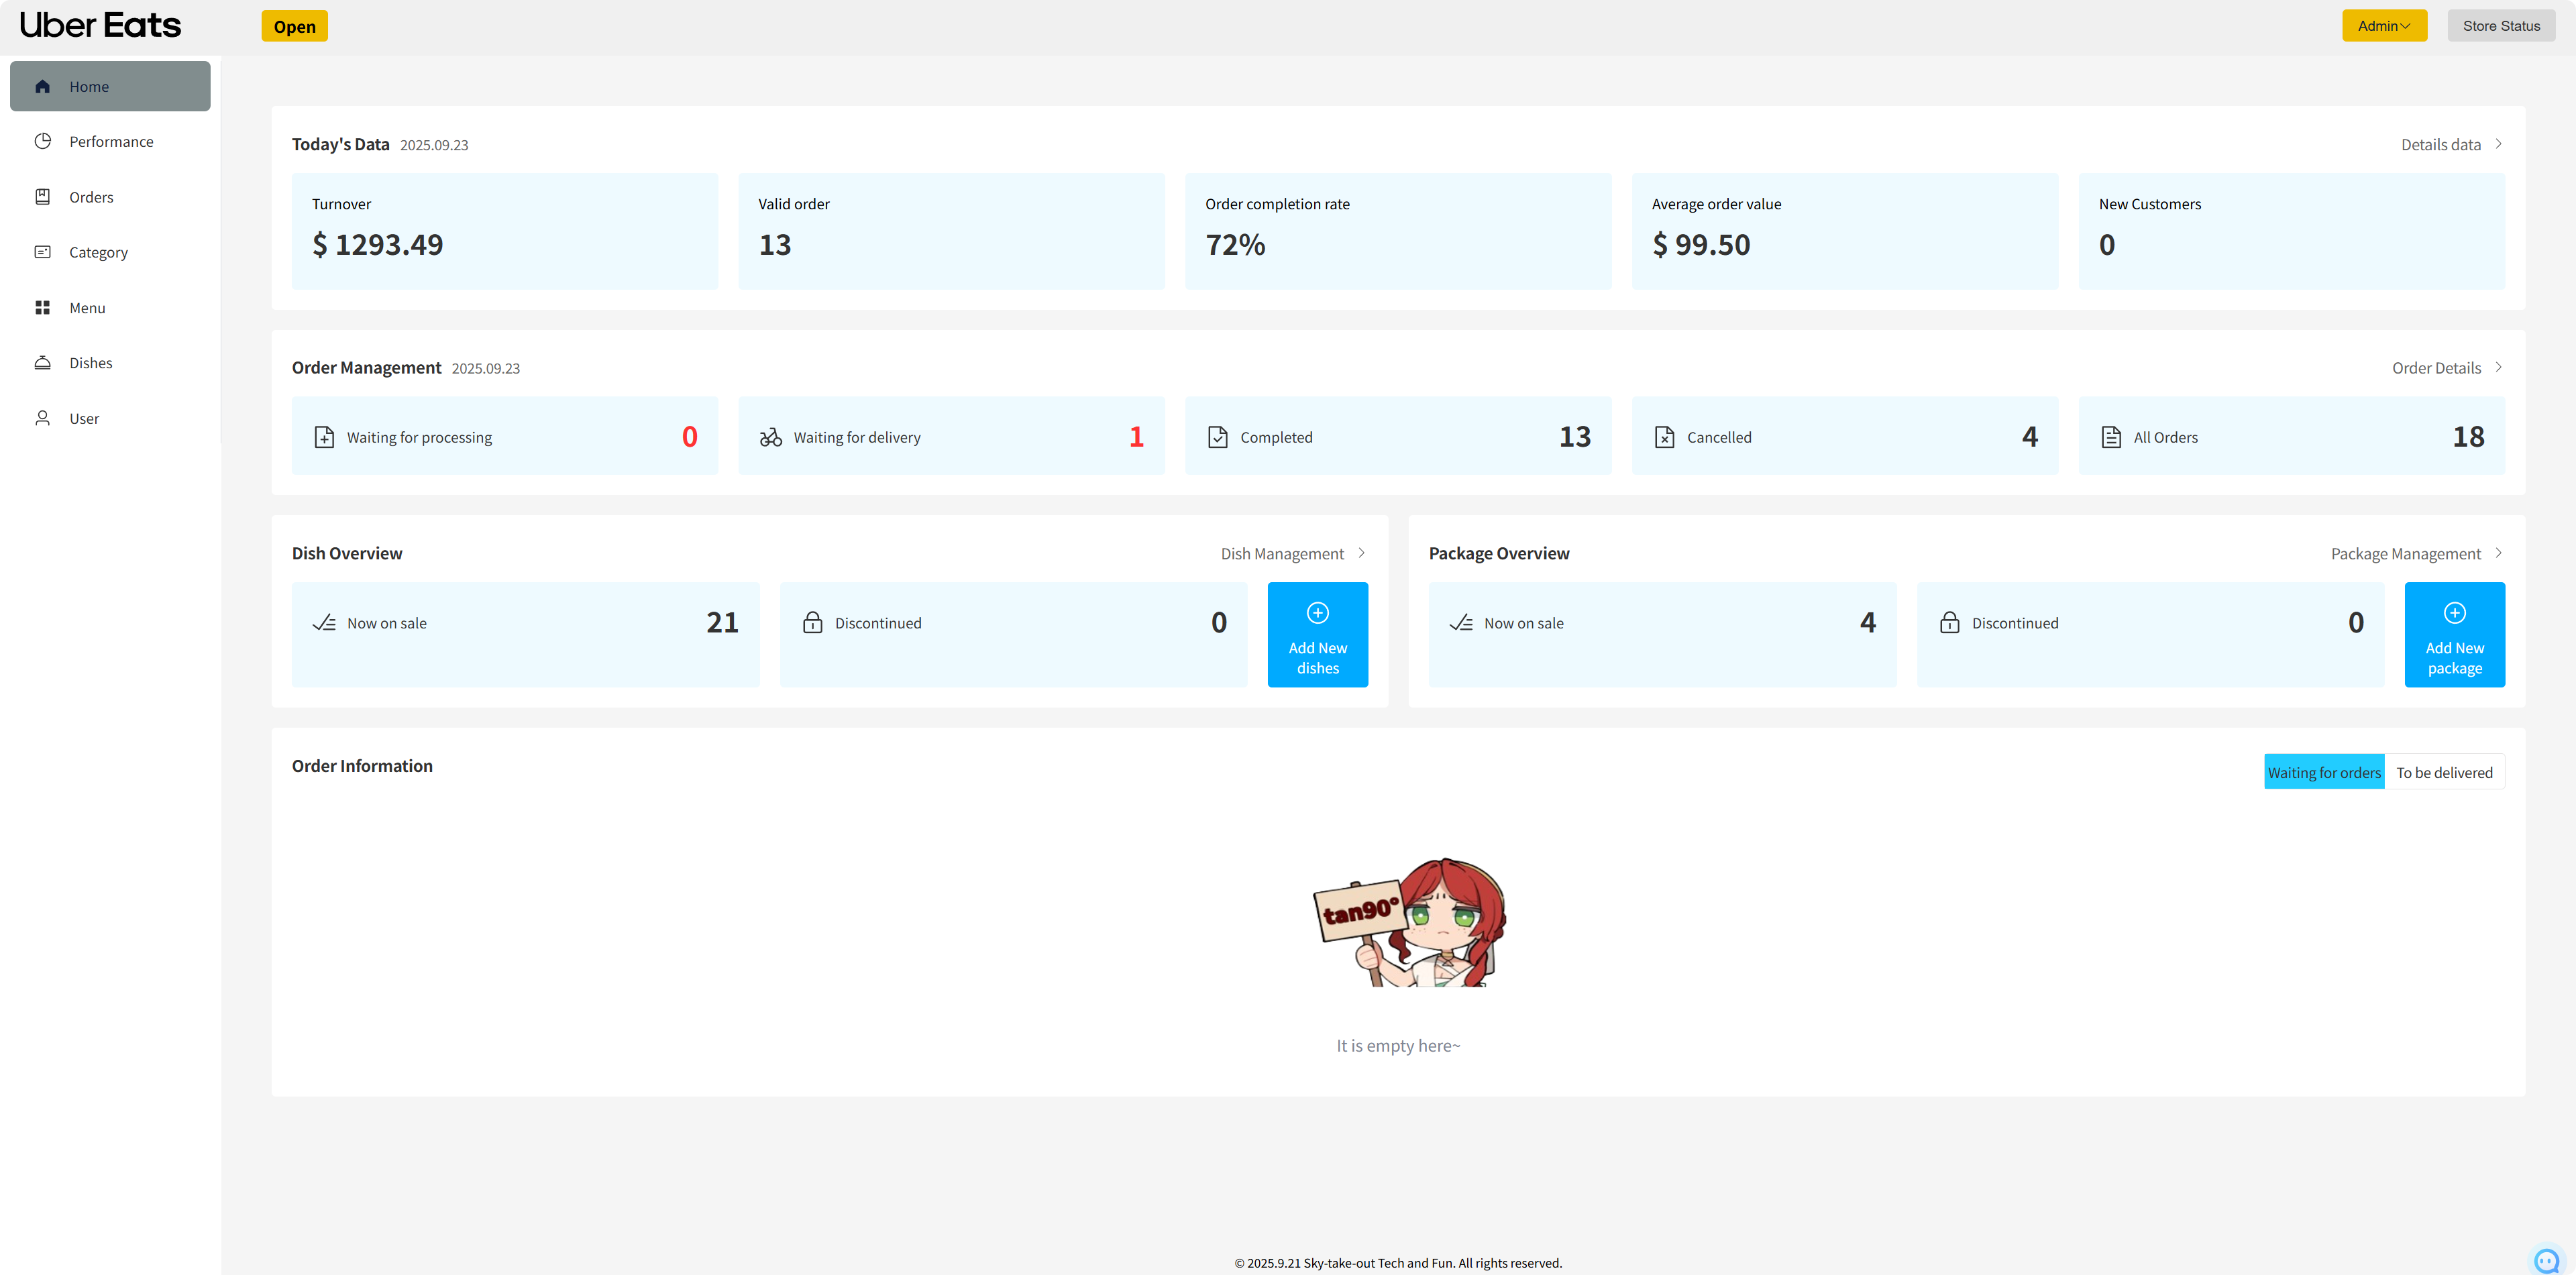 Uber Eats
Open
Admin
Store Status
Home
Performance
Orders
Category
Menu
Dishes
User
Today's Data 2025.09.23
Details data
Turnover
$ 1293.49
Valid order
13
Order completion rate
72%
Average order value
$ 99.50
New Customers
0
Order Management 2025.09.23
Order Details
Waiting for processing 0
Waiting for delivery 1
Completed 13
Cancelled 4
All Orders 18
Dish Overview
Dish Management
Now on sale 21
Discontinued 0
Add New
dishes
Package Overview
Package Management
Now on sale 4
Discontinued 0
Add New
package
Order Information
Waiting for orders
To be delivered
tan90°
It is empty here~
© 2025.9.21 Sky-take-out Tech and Fun. All rights reserved.